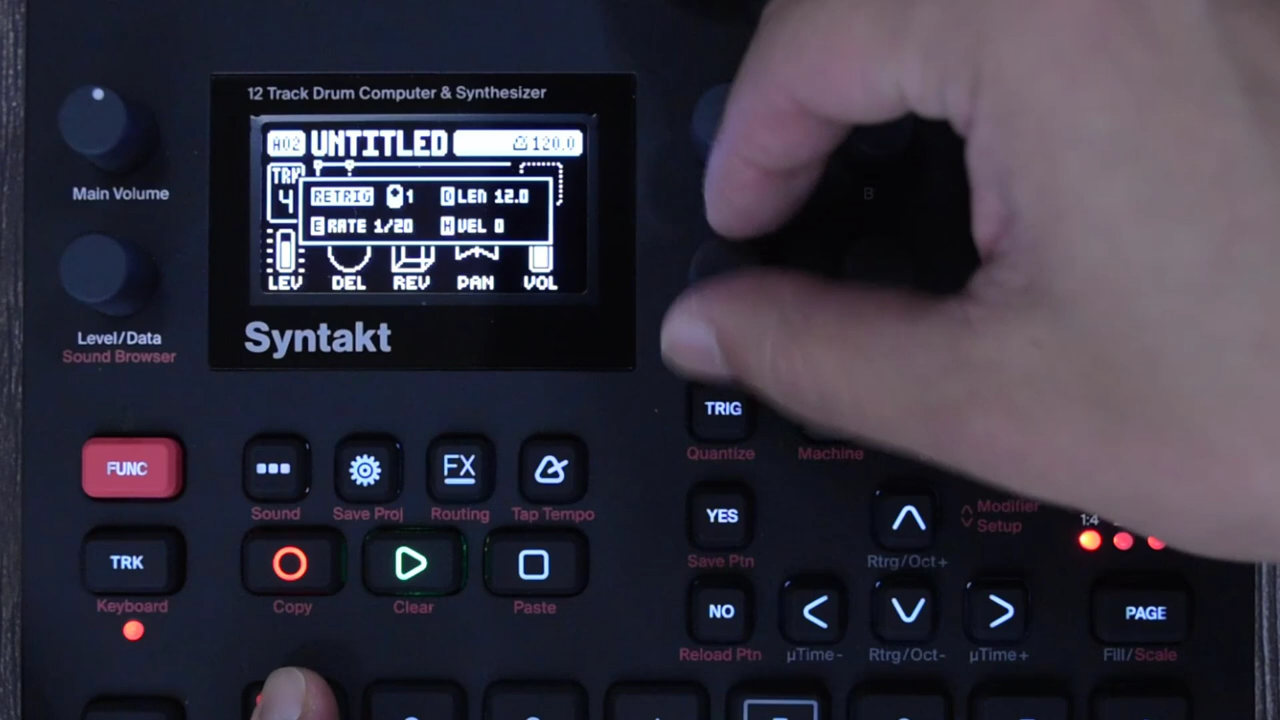 12 Track Drum Computer & Synthesizer
A02 UNTITLED 120.0
TRK
4
RETRIG 1 D LEN 12.0
E RATE 1/20 H VEL 0
LEV DEL REV PAN VOL
Syntakt
Main Volume
Level/Data
Sound Browser
B
FUNC
FX
Sound Save Proj Routing Tap Tempo
TRK
Keyboard
Copy Clear Paste
TRIG
Quantize Machine
YES
Save Ptn
Rtrg/Oct+
Modifier
Setup
1:4
NO
Reload Ptn
µTime- Rtrg/Oct- µTime+
PAGE
Fill/Scale